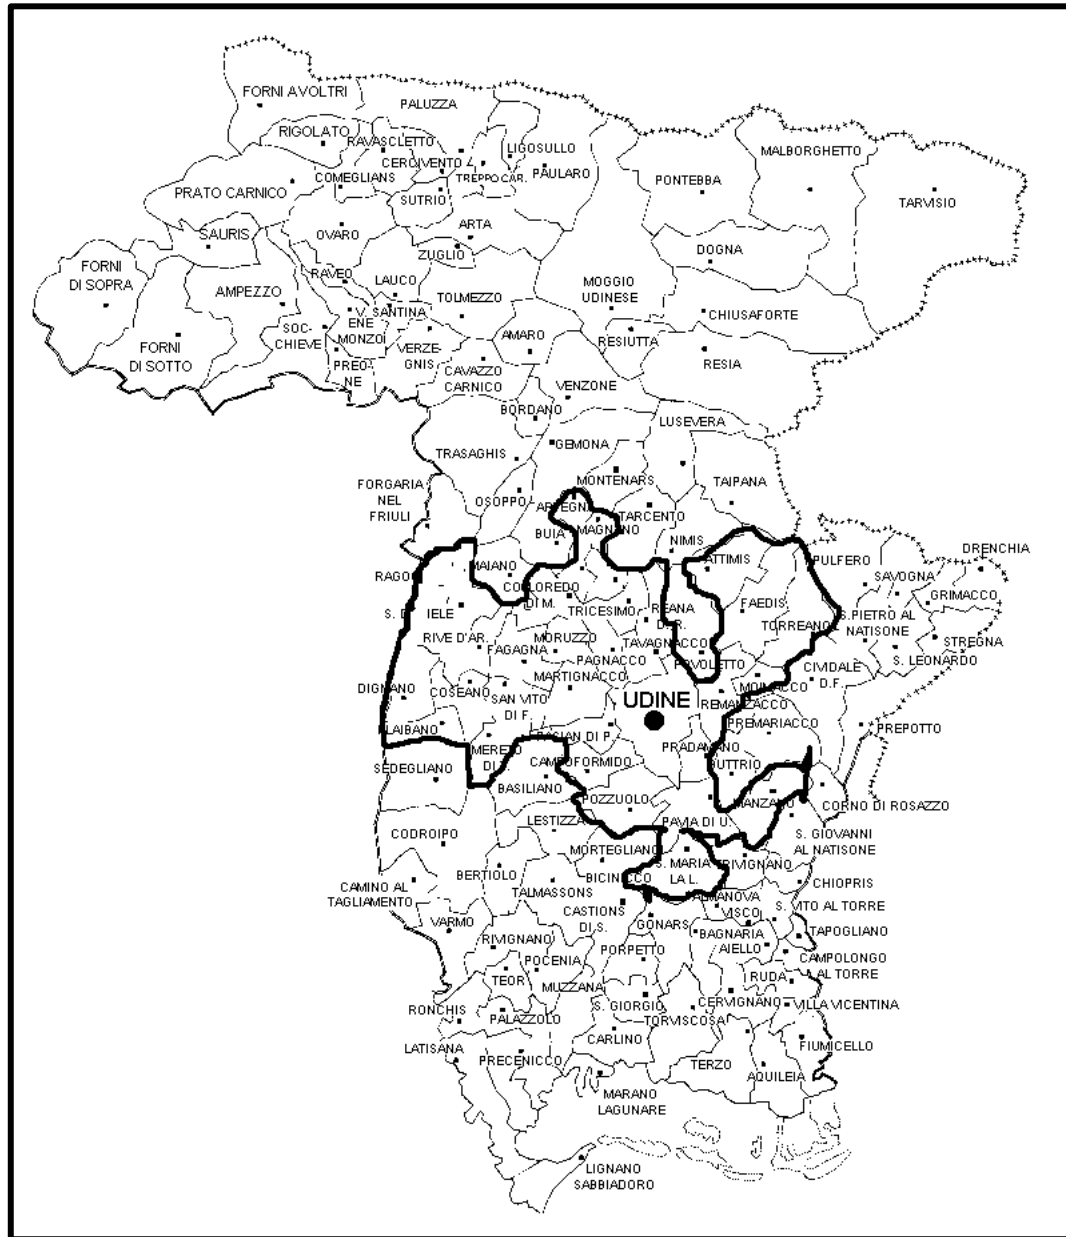 FORNI AVOLTRI
PALUZZA
RIGOLATO
RAVASCLETTO
LIGOSULLO
MALBORGHETTO
CERCIVENTO
TREPPO CAR.
PAULARO
COMEGLIANS
PONTEBBA
PRATO CARNICO
SUTRIO
TARVISIO
SAURIS
OVARO
ARTA
ZUGLIO
DOGNA
FORNI
DI SOPRA
RAVEO
LAUCO
AMPEZZO
TOLMEZZO
MOGGIO
UDINESE
V. SANTINA
CHIUSAFORTE
SOC-
CHIEVE
ENE
MONZO
AMARO
RESIUTTA
FORNI
DI SOTTO
VERZE-
GNIS
PREO-
NE
CAVAZZO
CARNICO
RESIA
VENZONE
BORDANO
LUSEVERA
GEMONA
TRASAGHIS
MONTENARS
TAIPANA
FORGARIA
NEL
FRIULI
OSOPPO
TARCENTO
BUIA
NIMIS
DRENCHIA
ATTIMIS
PULFERO
MAIANO
SAVOGNA
GRIMACCO
COLLOREDO
DI M.
TRICESIMO
REANA
D. R.
FAEDIS
TORREANO
S.PIETRO AL
NATISONE
STREGNA
RIVE D'AR.
MORUZZO
TAVAGNACCO
FAGAGNA
PAGNACCO
POVOLETTO
S. LEONARDO
CIVIDALE
D.F.
DIGNANO
COSEANO
SAN VITO
DI F.
MARTIGNACCO
MOIMACCO
UDINE
REMANZACCO
PREMARIACCO
PREPOTTO
MERETO
DI T.
PRADAMANO
SEDEGLIANO
CAMPOFORMIDO
BUTTRIO
BASILIANO
POZZUOLO
MANZANO
CORNO DI ROSAZZO
LESTIZZA
PAVIA DI U.
S. GIOVANNI
AL NATISONE
CODROIPO
MORTEGLIANO
BERTIOLO
BICINICCO
S. MARIA
LA L.
TRIVIGNANO
CAMINO AL
TAGLIAMENTO
TALMASSONS
CHIOPRIS
CASTIONS
DI S.
VISCO
S. VITO AL TORRE
VARMO
GONARS
BAGNARIA
TAPOGLIANO
RIVIGNANO
PORPETTO
AIELLO
CAMPOLONGO
AL TORRE
POCENIA
TEOR
MUZZANA
RUDA
RONCHIS
PALAZZOLO
S. GIORGIO
CERVIGNANO
VILLA VICENTINA
TORVISCOSA
LATISANA
CARLINO
FIUMICELLO
PRECENICCO
TERZO
AQUILEIA
MARANO
LAGUNARE
LIGNANO
SABBIADORO